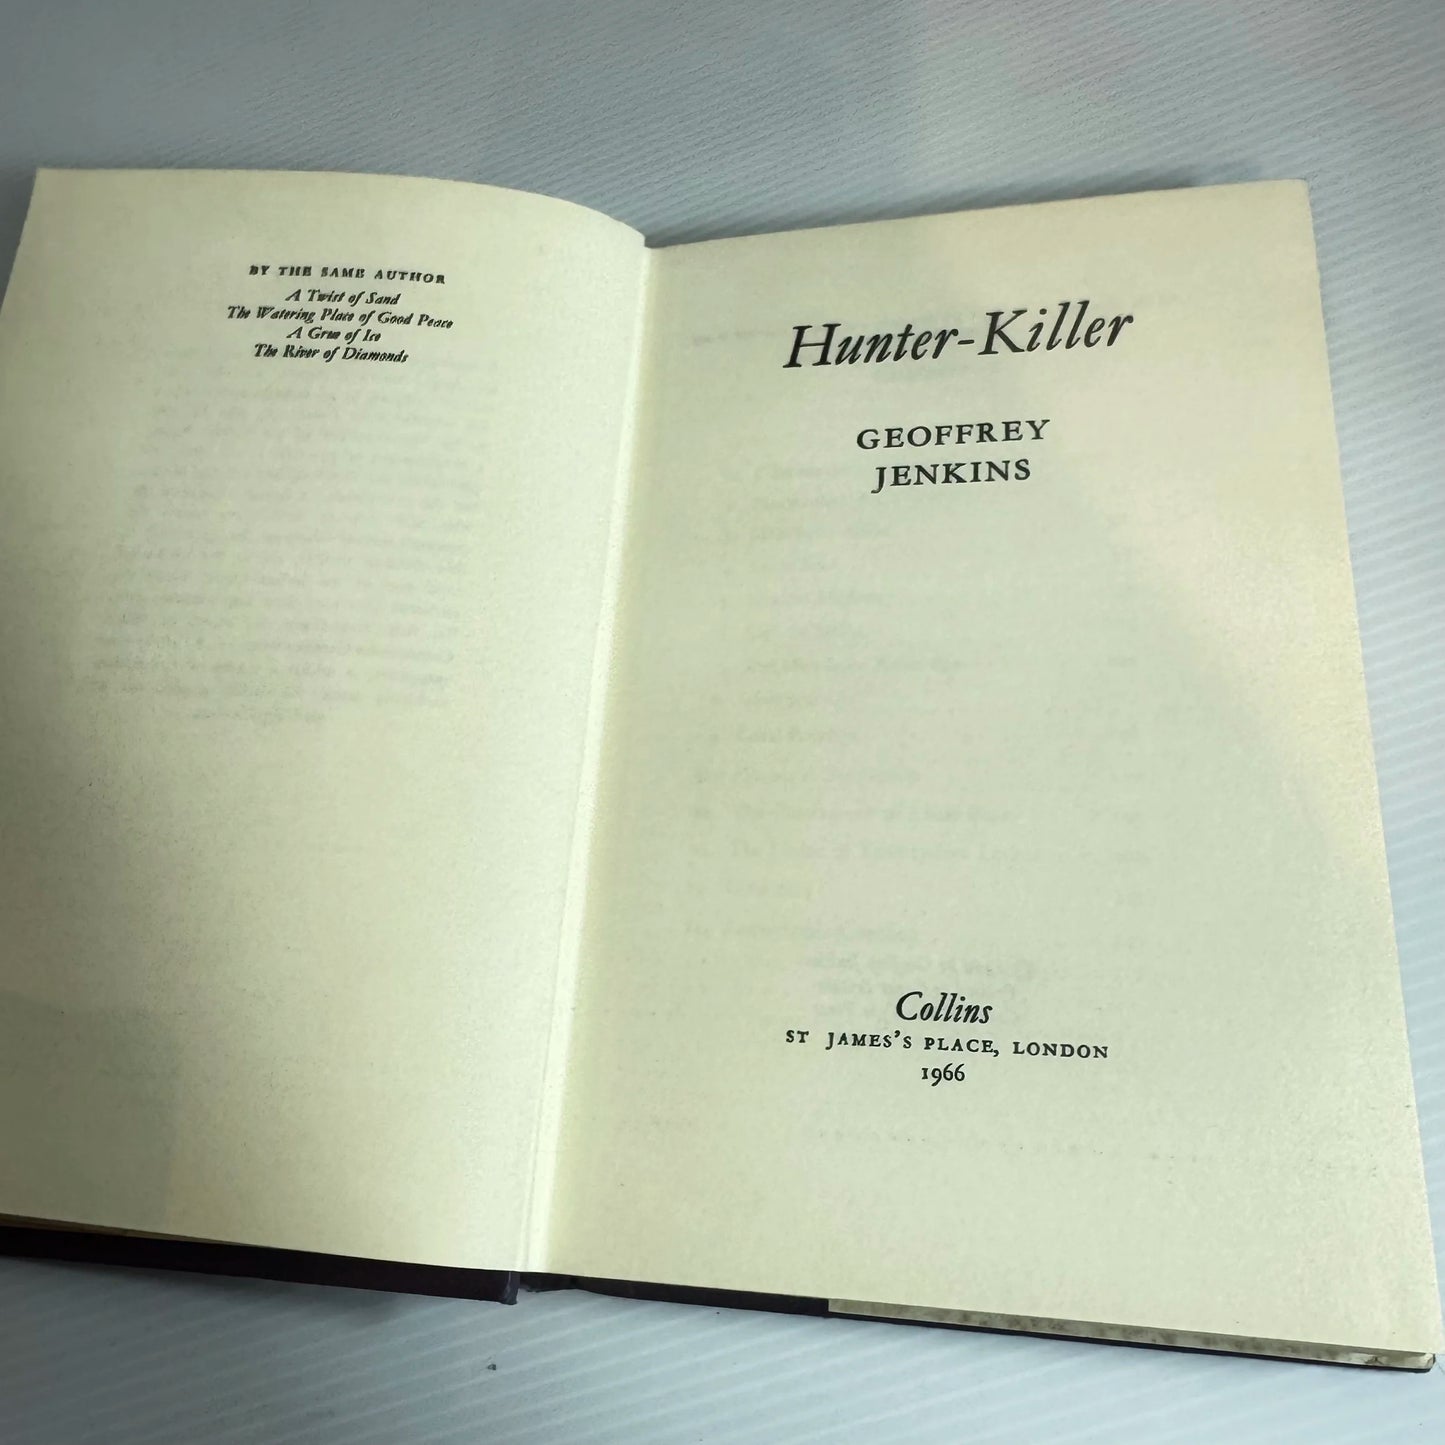 BY THE SAME AUTHOR
A Twist of Sand
The Watering Place of Good Peace
A Grue of Ice
The River of Diamonds
Hunter-Killer
GEOFFREY
JENKINS
Collins
ST JAMES'S PLACE, LONDON
1966